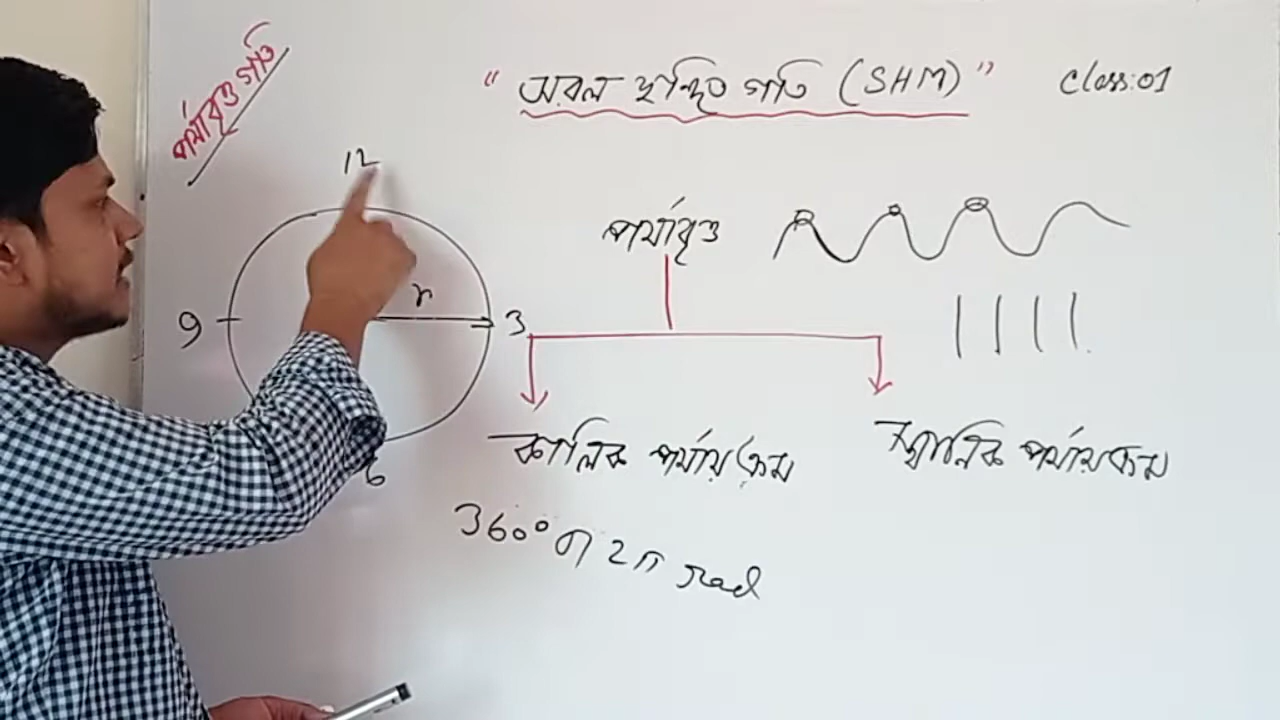 পর্যাবৃত্ত গতি
"সরল ছন্দিত গতি (SHM)"
Class:01
12
পর্যাবৃত্ত
r
9
3
কালিক পর্যায়ক্রম
স্থানিক পর্যায়ক্রম
6
360° বা 2π rad